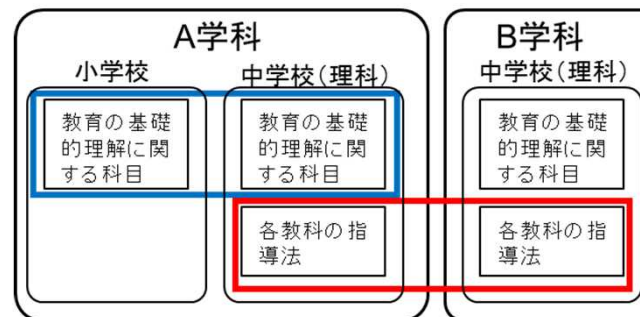 A学科
B学科
小学校
中学校（理科）
中学校（理科）
教育の基礎
的理解に関
する科目
教育の基礎
的理解に関
する科目
教育の基礎
的理解に関
する科目
各教科の指
導法
各教科の指
導法